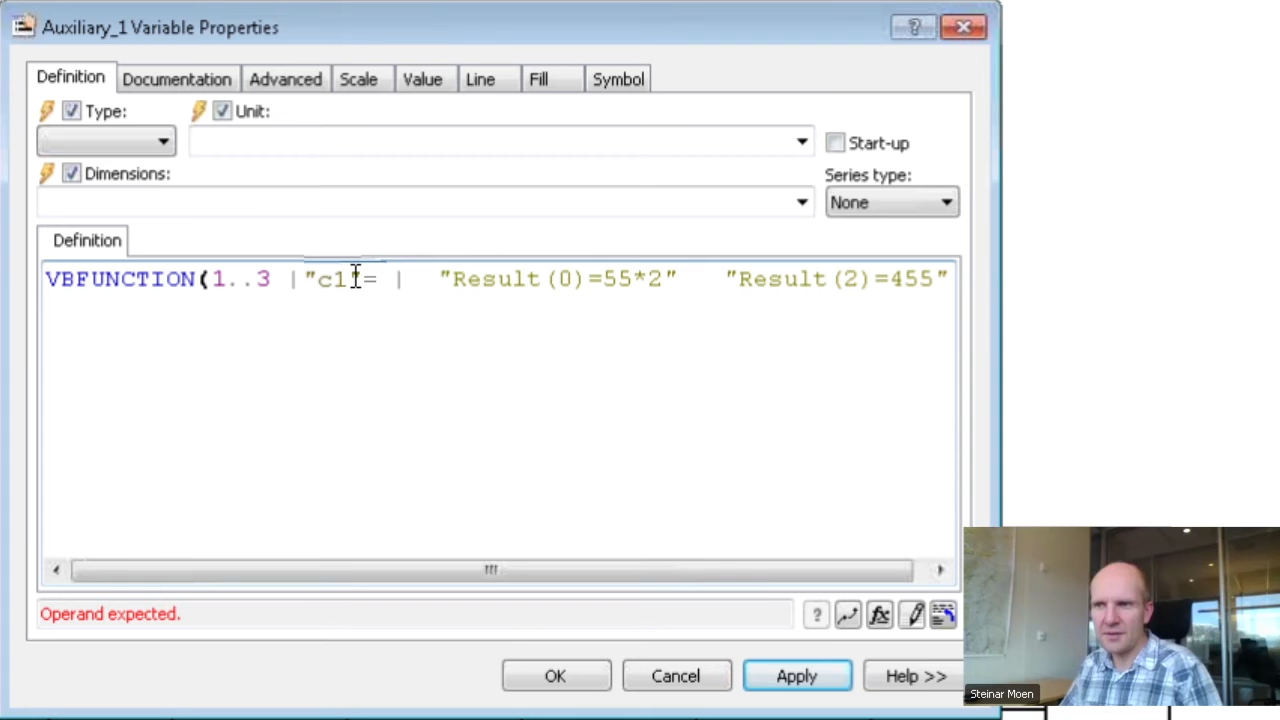 Auxiliary_1 Variable Properties
?
Definition Documentation Advanced Scale Value Line Fill Symbol
Type: Unit:
Start-up
Dimensions:
Series type:
None
Definition
VBFUNCTION(1..3 |"c1"= | "Result(0)=55*2" "Result(2)=455"
Operand expected.
? fx
OK Cancel Apply Help >>
Steinar Moen